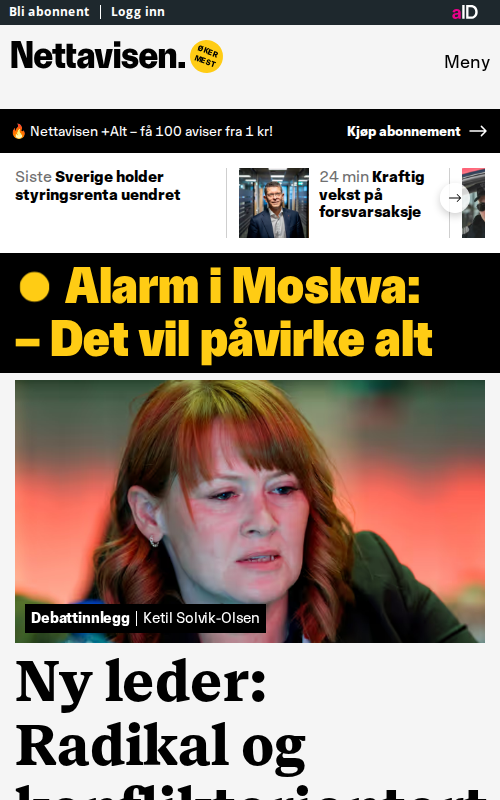 Bli abonnent | Logg inn
aID
Nettavisen.
ØKER
MEST
Meny
🔥 Nettavisen +Alt – få 100 aviser fra 1 kr!
Kjøp abonnement →
Siste Sverige holder
styringsrenta uendret
24 min Kraftig
vekst på
forsvarsaksje
Alarm i Moskva:
– Det vil påvirke alt
Debattinnlegg | Ketil Solvik-Olsen
Ny leder:
Radikal og
konfliktorientert